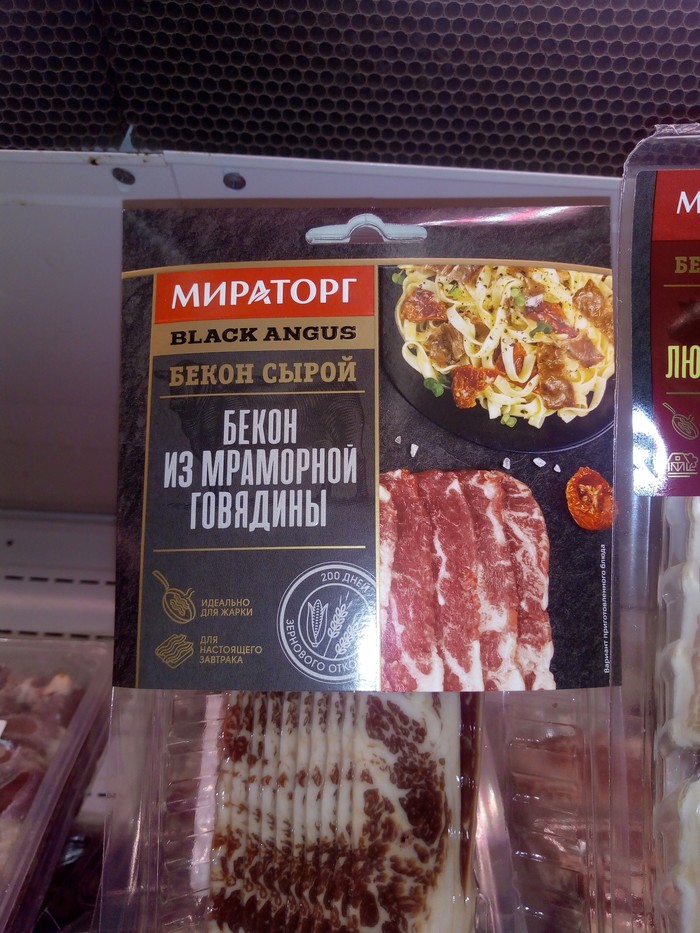 МИРАТОРГ
BLACK ANGUS
БЕКОН СЫРОЙ
БЕКОН
ИЗ МРАМОРНОЙ
ГОВЯДИНЫ
ИДЕАЛЬНО
ДЛЯ ЖАРКИ
ДЛЯ
НАСТОЯЩЕГО
ЗАВТРАКА
200 ДНЕЙ
ЗЕРНОВОГО
Вариант приготовленного блюда